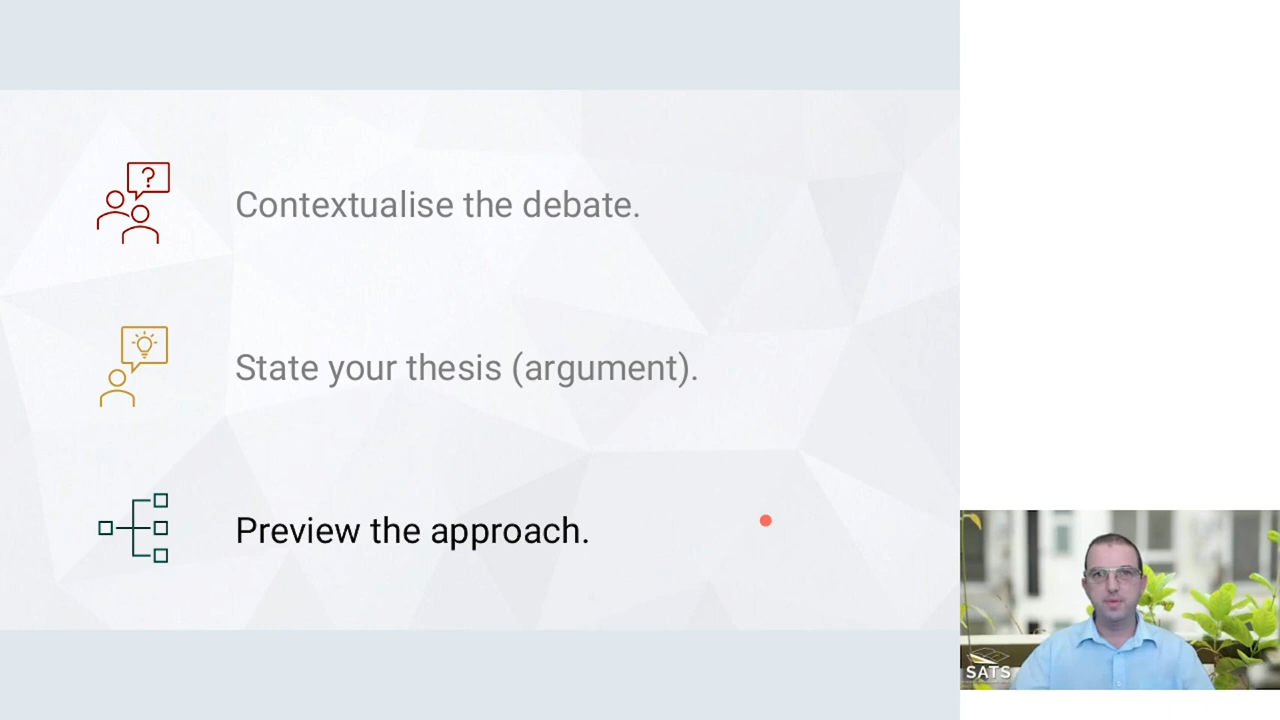 ?
Contextualise the debate.
State your thesis (argument).
Preview the approach.
SATS